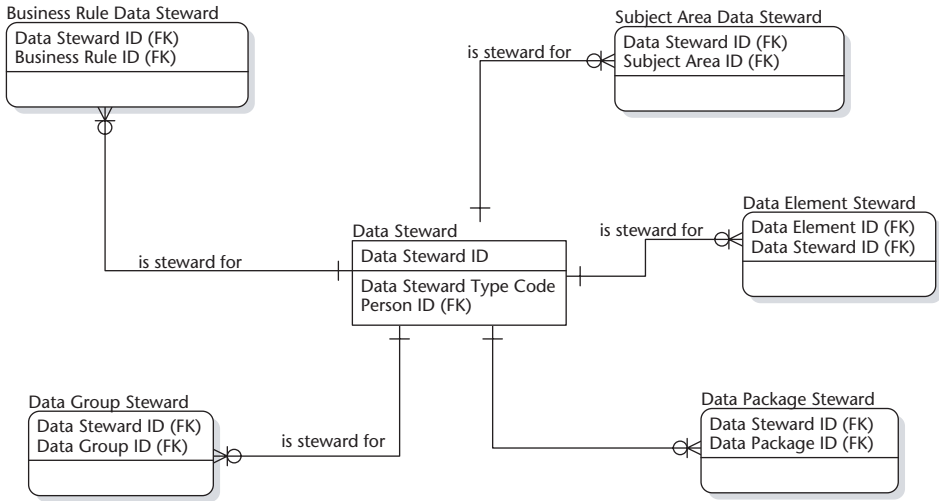 Business Rule Data Steward
Data Steward ID (FK)
Business Rule ID (FK)
Subject Area Data Steward
Data Steward ID (FK)
Subject Area ID (FK)
is steward for
Data Element Steward
Data Element ID (FK)
Data Steward ID (FK)
is steward for
Data Steward
Data Steward ID
Data Steward Type Code
Person ID (FK)
is steward for
Data Group Steward
Data Steward ID (FK)
Data Group ID (FK)
is steward for
Data Package Steward
Data Steward ID (FK)
Data Package ID (FK)